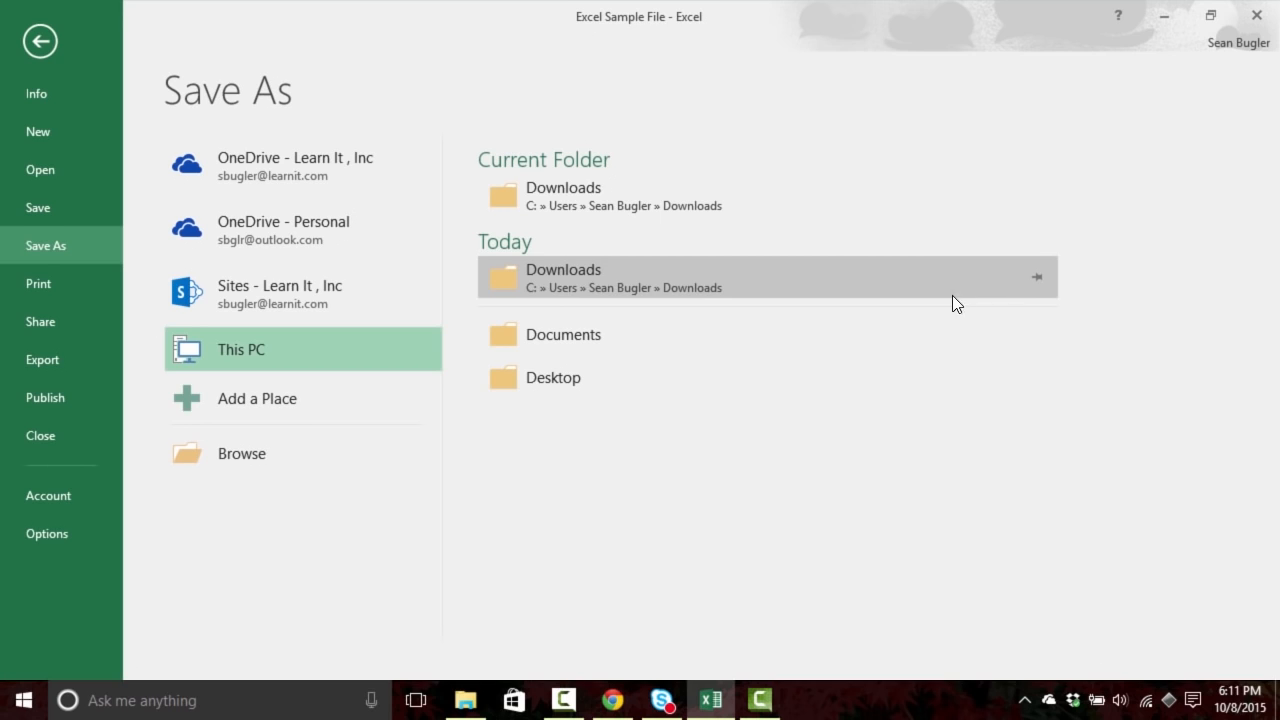 Excel Sample File - Excel
?
Sean Bugler
Info
New
Open
Save
Save As
Print
Share
Export
Publish
Close
Account
Options
Save As
OneDrive - Learn It , Inc
sbugler@learnit.com
OneDrive - Personal
sbglr@outlook.com
S
Sites - Learn It , Inc
sbugler@learnit.com
This PC
Add a Place
Browse
Current Folder
Downloads
C: » Users » Sean Bugler » Downloads
Today
Downloads
C: » Users » Sean Bugler » Downloads
Documents
Desktop
Ask me anything
6:11 PM
10/8/2015